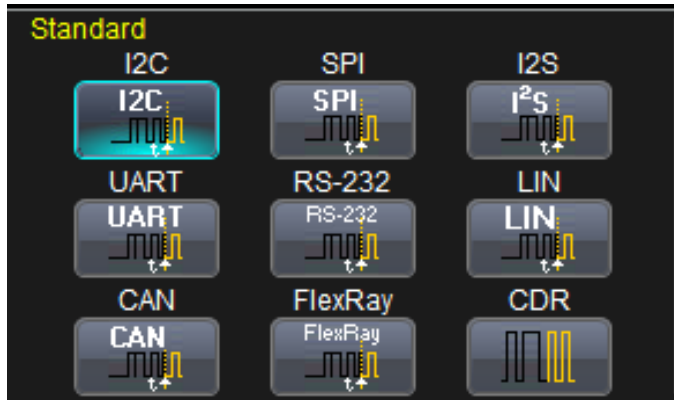 Standard
I2C SPI I2S
I2C SPI I²S
t. t. t.
UART RS-232 LIN
UART RS-232 LIN
t. t. t.
CAN FlexRay CDR
CAN FlexRay
t. t.